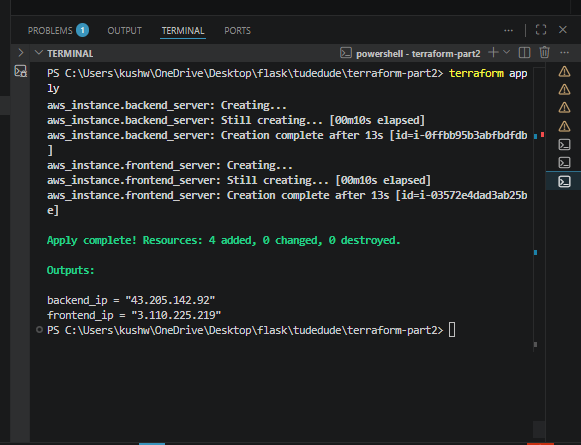 PROBLEMS 1 OUTPUT TERMINAL PORTS
TERMINAL
powershell - terraform-part2
PS C:\Users\kushw\OneDrive\Desktop\flask\tudedude\terraform-part2> terraform app
ly
aws_instance.backend_server: Creating...
aws_instance.backend_server: Still creating... [00m10s elapsed]
aws_instance.backend_server: Creation complete after 13s [id=i-0ffbb95b3abfbdfdb
]
aws_instance.frontend_server: Creating...
aws_instance.frontend_server: Still creating... [00m10s elapsed]
aws_instance.frontend_server: Creation complete after 13s [id=i-03572e4dad3ab25b
e]
Apply complete! Resources: 4 added, 0 changed, 0 destroyed.
Outputs:
backend_ip = "43.205.142.92"
frontend_ip = "3.110.225.219"
PS C:\Users\kushw\OneDrive\Desktop\flask\tudedude\terraform-part2>